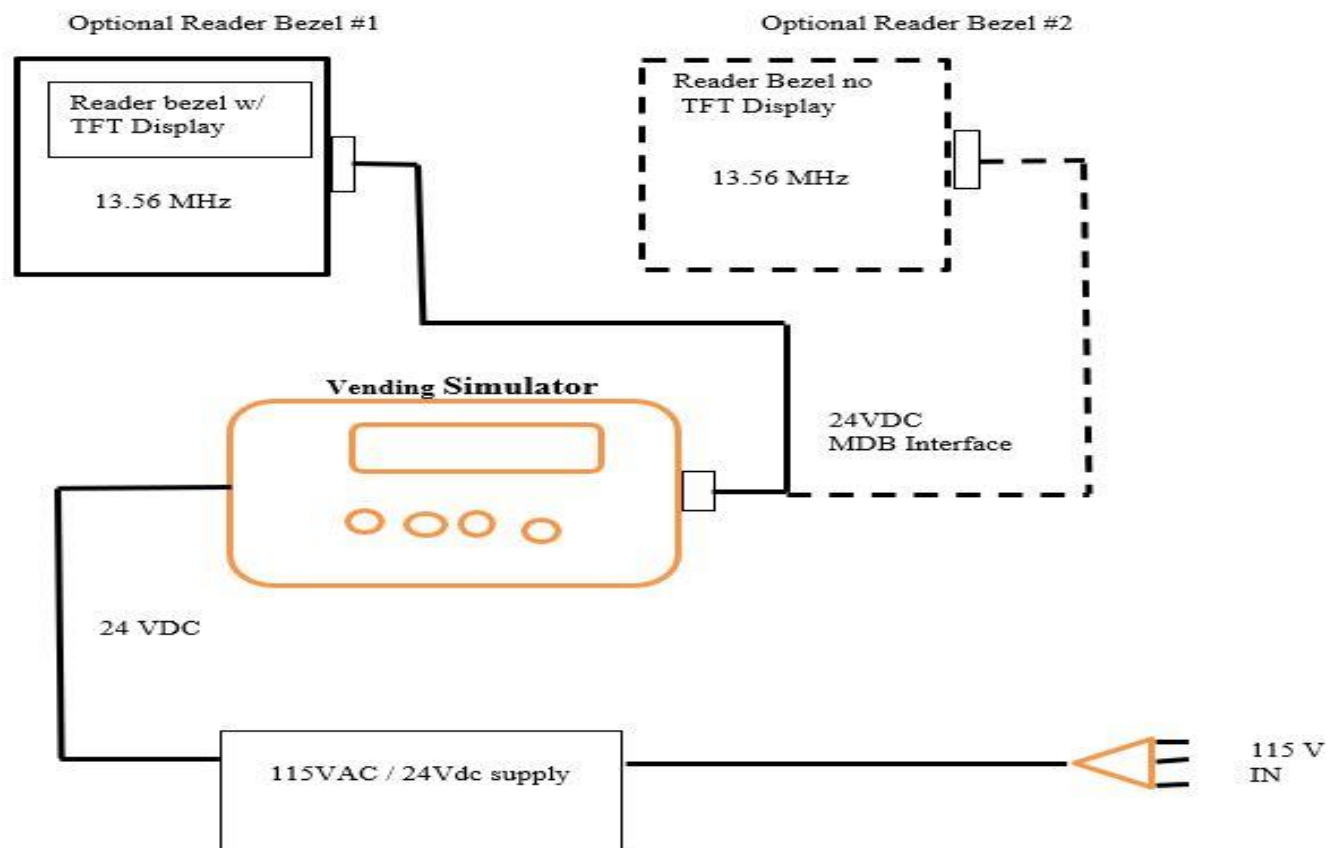 Optional Reader Bezel #1
Optional Reader Bezel #2
Reader bezel w/
TFT Display
13.56 MHz
Reader Bezel no
TFT Display
13.56 MHz
Vending Simulator
24VDC
MDB Interface
24 VDC
115VAC / 24Vdc supply
115 V
IN